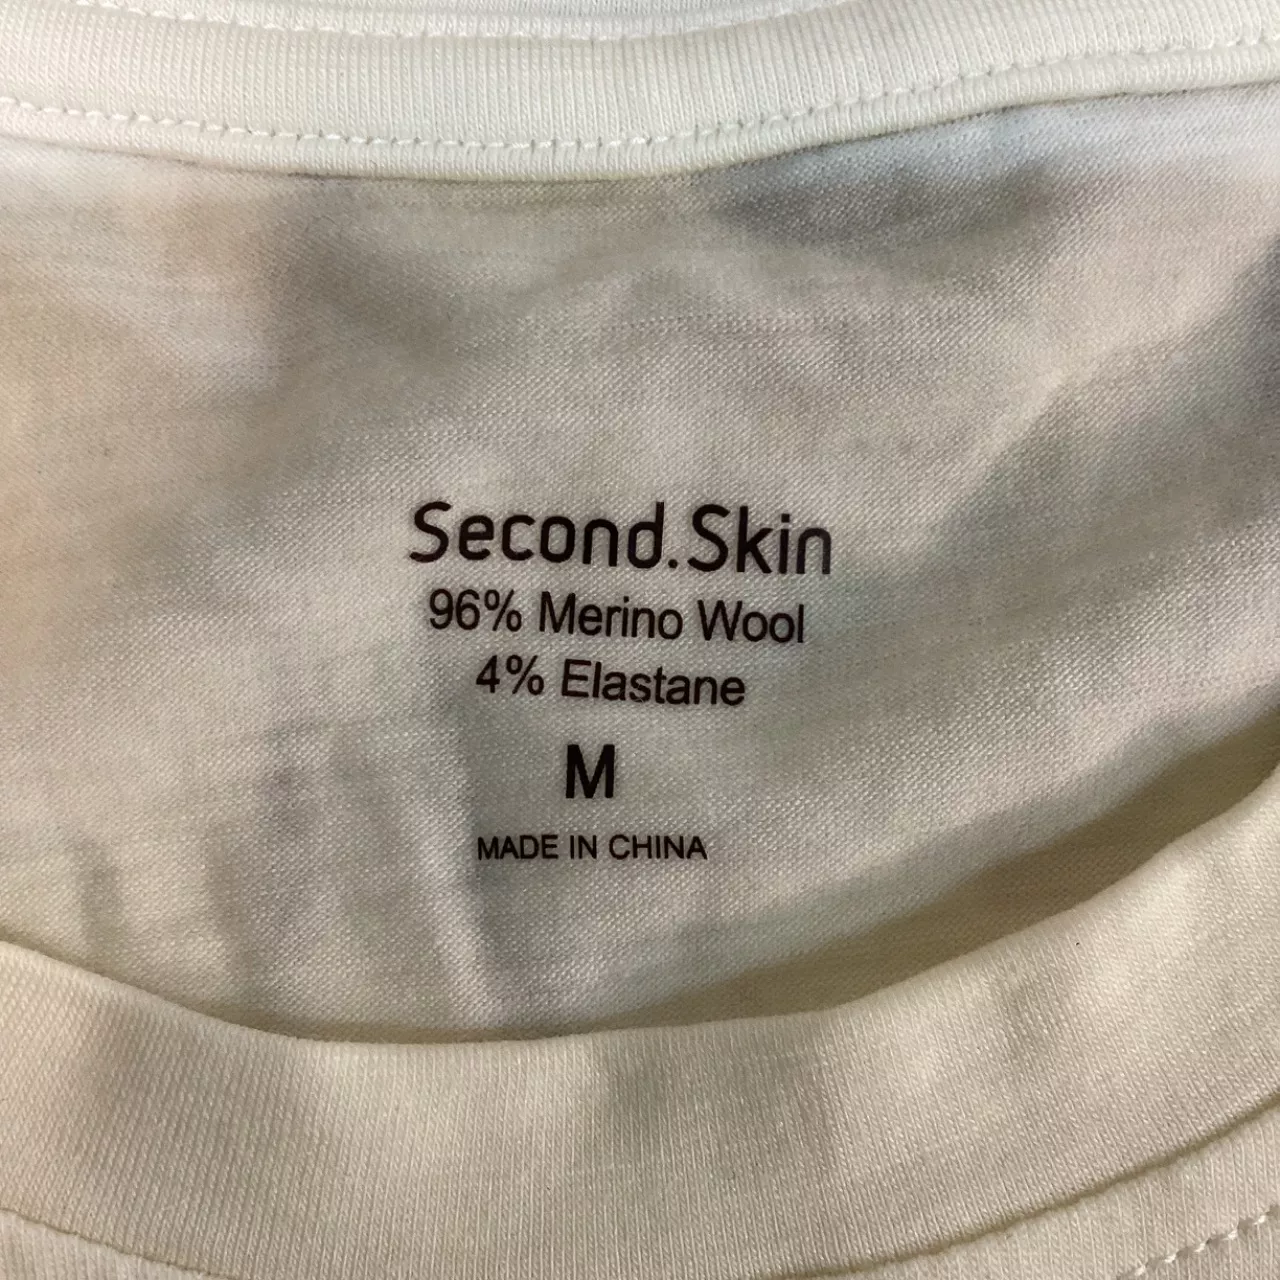 Second.Skin
96% Merino Wool
4% Elastane
M
MADE IN CHINA